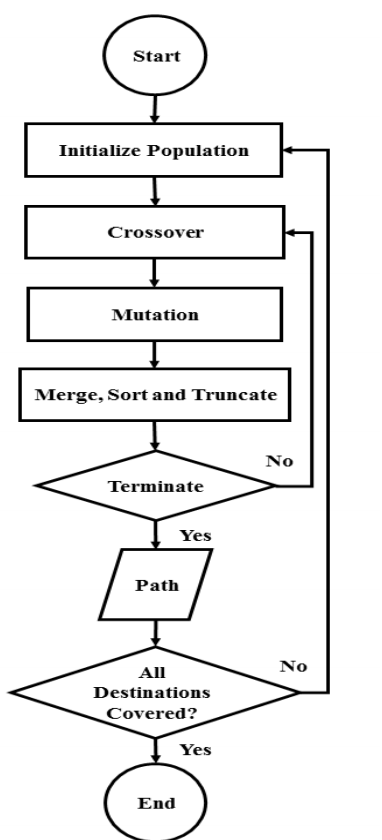 Start
Initialize Population
Crossover
Mutation
Merge, Sort and Truncate
No
Terminate
Yes
Path
No
All
Destinations
Covered?
Yes
End